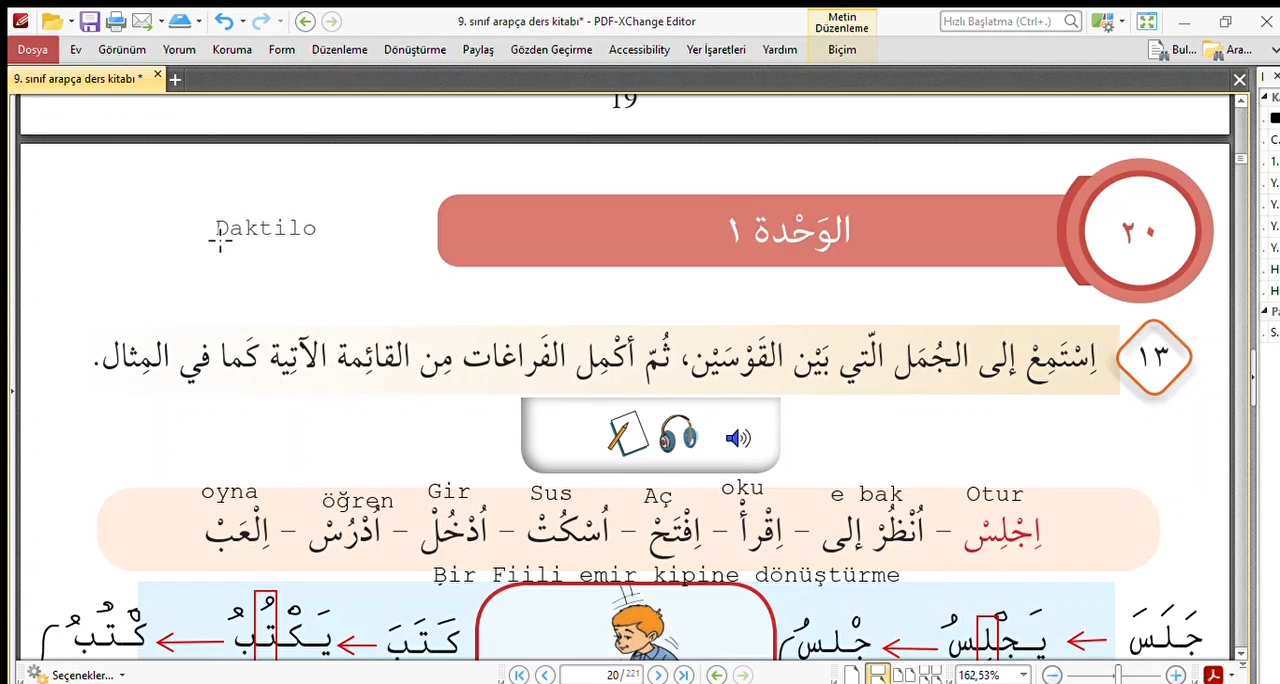 9. sınıf arapça ders kitabı* - PDF-XChange Editor
Metin Düzenleme
Hızlı Başlatma (Ctrl+.)
Dosya Ev Görünüm Yorum Koruma Form Düzenleme Dönüştürme Paylaş Gözden Geçirme Accessibility Yer İşaretleri Yardım Biçim Bul... Ara...
9. sınıf arapça ders kitabı *
19
Daktilo
الوَحْدة ١
٢٠
١٣
اِسْتَمِعْ إلى الجُمَل الّتي بَيْن القَوْسَيْن، ثُمّ أكْمِل الفَراغات مِن القائِمة الآتِية كَما في المِثال.
oyna öğren Gir Sus Aç oku e bak Otur
اِجْلِسْ – اُنْظُرْ إلى – اِقْرأْ – اِفْتَحْ – اُسْكُتْ – اُدْخُلْ – اُدْرُسْ – اِلْعَبْ
Bir Fiili emir kipine dönüştürme
جَلَسَ يَجْلِسُ جْلِسُ
كَتَبَ يَكْتُبُ كْتُبُ
Seçenekler...
20 / 221
162,53%